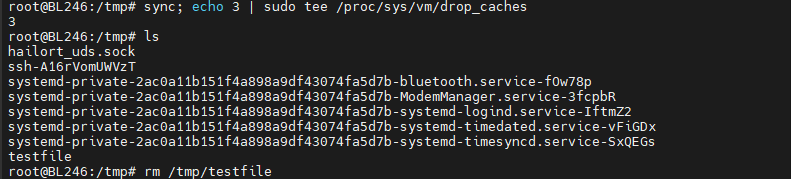 root@BL246:/tmp# sync; echo 3 | sudo tee /proc/sys/vm/drop_caches
3
root@BL246:/tmp# ls
hailort_uds.sock
ssh-A16rVomUWVzT
systemd-private-2ac0a11b151f4a898a9df43074fa5d7b-bluetooth.service-fOw78p
systemd-private-2ac0a11b151f4a898a9df43074fa5d7b-ModemManager.service-3fcpbR
systemd-private-2ac0a11b151f4a898a9df43074fa5d7b-systemd-logind.service-IftmZ2
systemd-private-2ac0a11b151f4a898a9df43074fa5d7b-systemd-timedated.service-vFiGDx
systemd-private-2ac0a11b151f4a898a9df43074fa5d7b-systemd-timesyncd.service-SxQEGs
testfile
root@BL246:/tmp# rm /tmp/testfile